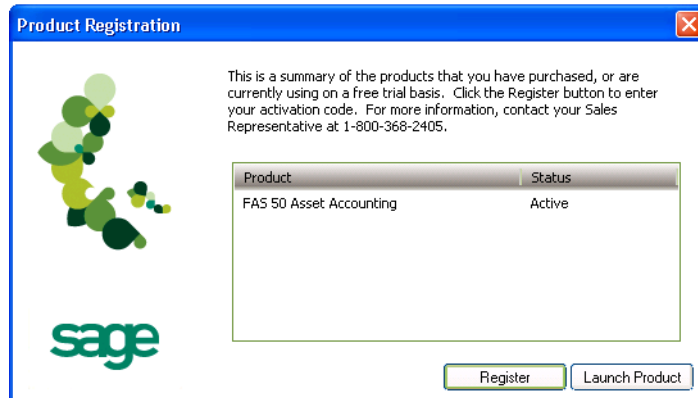 Product Registration
This is a summary of the products that you have purchased, or are
currently using on a free trial basis. Click the Register button to enter
your activation code. For more information, contact your Sales
Representative at 1-800-368-2405.
Product Status
FAS 50 Asset Accounting Active
sage
Register Launch Product